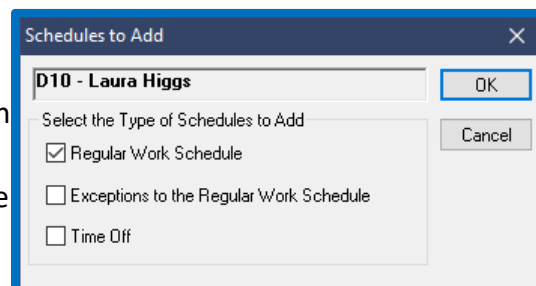 Schedules to Add
D10 - Laura Higgs
OK
Select the Type of Schedules to Add
Cancel
Regular Work Schedule
Exceptions to the Regular Work Schedule
Time Off